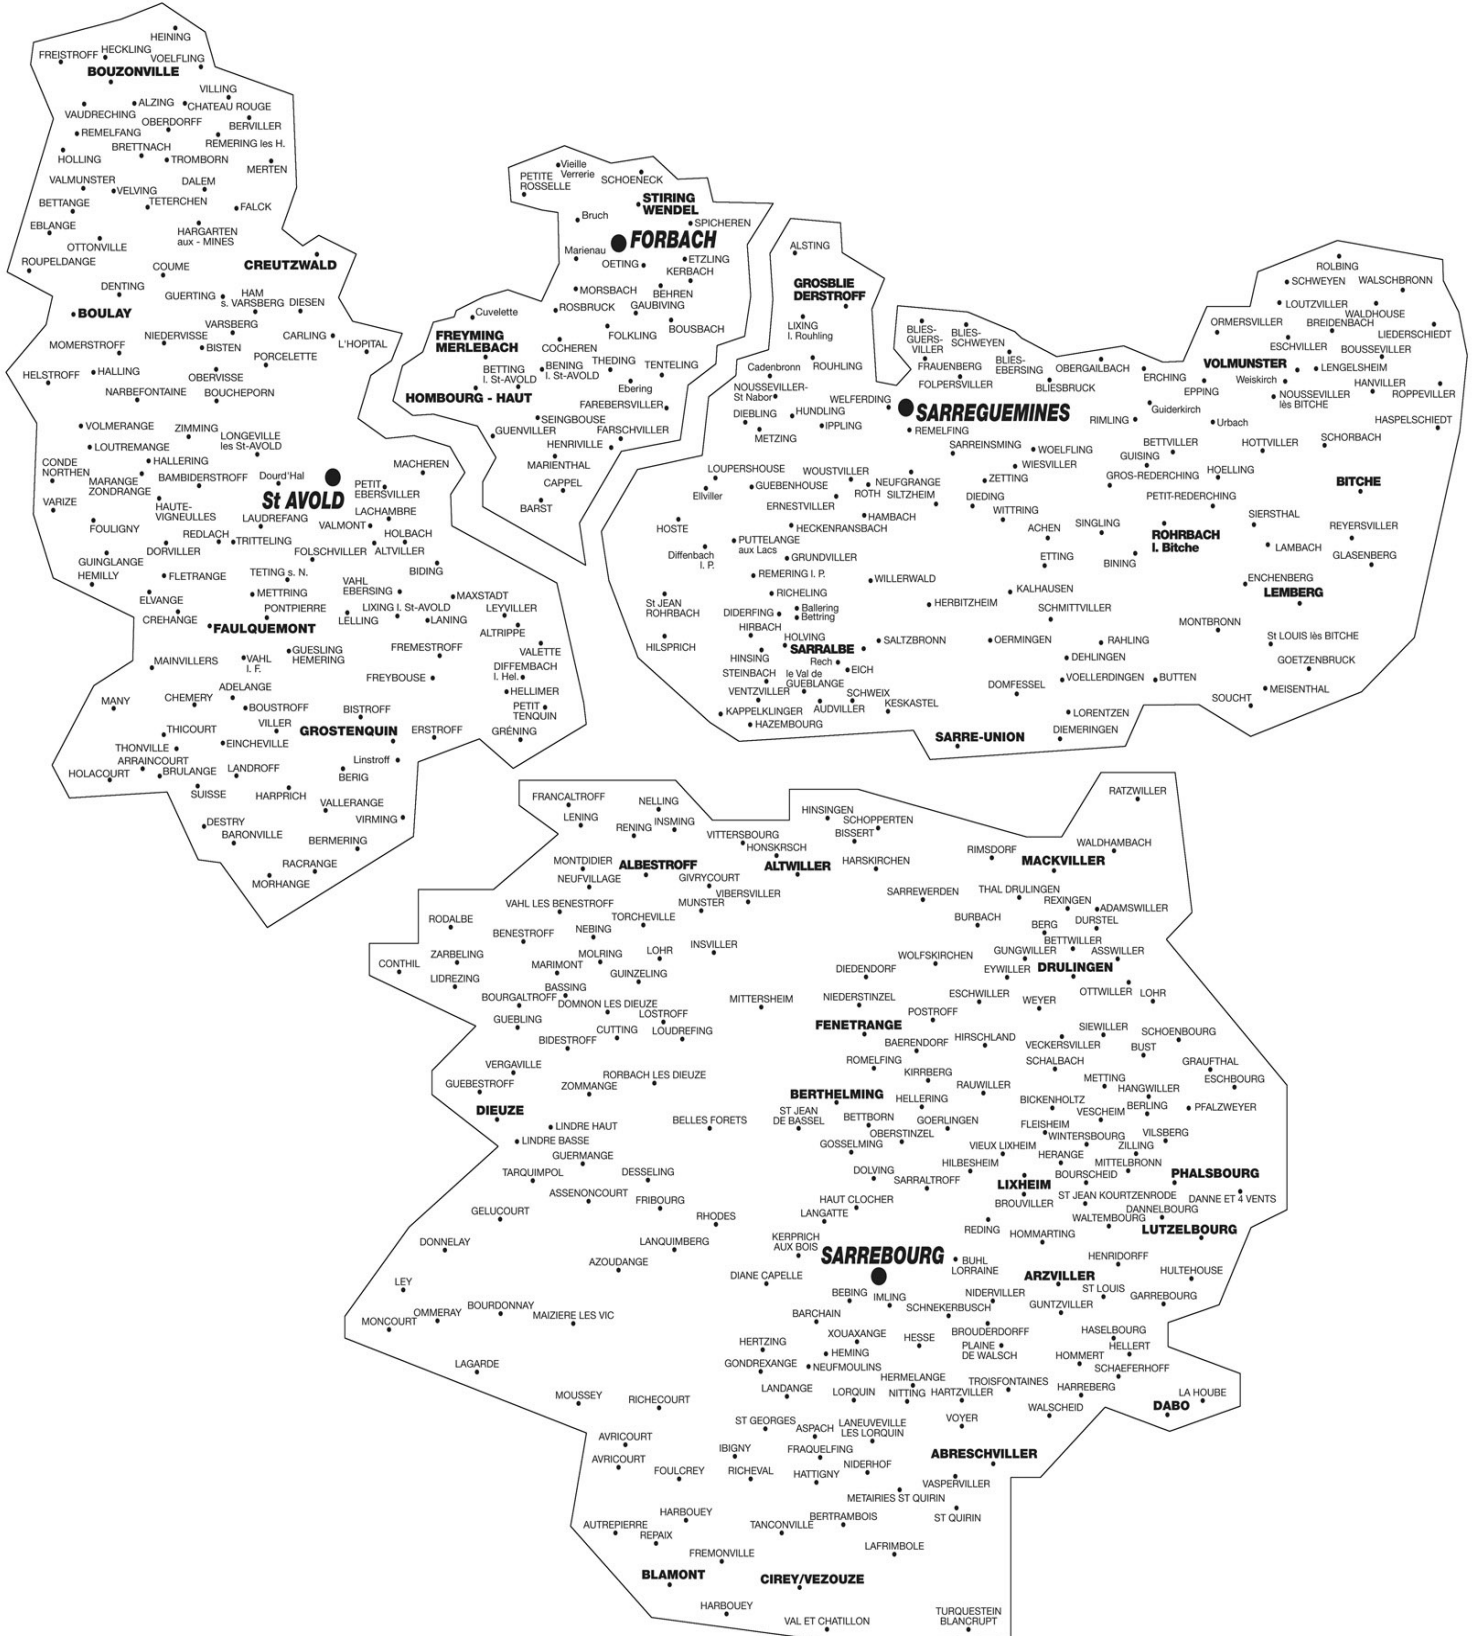 HEINING
HECKLING
FREISTROFF
VOELFLING
BOUZONVILLE
VILLING
ALZING
CHATEAU ROUGE
VAUDRECHING
OBERDORFF
BERVILLER
REMELFANG
REMERING les H.
BRETTNACH
HOLLING
TROMBORN
MERTEN
VALMUNSTER
DALEM
VELVING
BETTANGE
TETERCHEN
FALCK
EBLANGE
HARGARTEN
aux - MINES
OTTONVILLE
ROUPELDANGE
COUME
CREUTZWALD
DENTING
GUERTING
HAM
s. VARSBERG
DIESEN
BOULAY
VARSBERG
NIEDERVISSE
CARLING
L'HOPITAL
MOMERSTROFF
BISTEN
PORCELETTE
HELSTROFF
HALLING
OBERVISSE
NARBEFONTAINE
BOUCHEPORN
VOLMERANGE
ZIMMING
LONGEVILLE
les St-AVOLD
LOUTREMANGE
CONDE
NORTHEN
HALLERING
MACHEREN
MARANGE
ZONDRANGE
BAMBIDERSTROFF
Dourd'Hal
PETIT
EBERSVILLER
St AVOLD
VARIZE
HAUTE-
VIGNEULLES
LACHAMBRE
LAUDREFANG
VALMONT
FOULIGNY
REDLACH
TRITTELING
HOLBACH
DORVILLER
FOLSCHVILLER
ALTVILLER
GUINGLANGE
BIDING
HEMILLY
FLETRANGE
TETING s. N.
VAHL
EBERSING
ELVANGE
METTRING
MAXSTADT
CREHANGE
PONTPIERRE
LELLING
LIXING l. St-AVOLD
LEYVILLER
LANING
FAULQUEMONT
ALTRIPPE
VALETTE
MAINVILLERS
VAHL
l. F.
GUESLING
HEMERING
FREMESTROFF
DIFFEMBACH
l. Hel.
FREYBOUSE
ADELANGE
HELLIMER
MANY
CHEMERY
BOUSTROFF
BISTROFF
PETIT
TENQUIN
VILLER
GROSTENQUIN
ERSTROFF
GRÉNING
THICOURT
THONVILLE
EINCHEVILLE
ARRAINCOURT
Linstroff
HOLACOURT
BRULANGE
LANDROFF
BERIG
SUISSE
HARPRICH
VALLERANGE
VIRMING
DESTRY
BARONVILLE
BERMERING
RACRANGE
MORHANGE
Vieille
Verrerie
PETITE
ROSSELLE
SCHOENECK
STIRING
WENDEL
Bruch
SPICHEREN
FORBACH
Marienau
OETING
ETZLING
KERBACH
MORSBACH
BEHREN
ROSBRUCK
GAUBIVING
Cuvelette
FOLKLING
BOUSBACH
FREYMING
MERLEBACH
COCHEREN
BETTING
l. St-AVOLD
BENING
l. St-AVOLD
THEDING
TENTELING
Ebering
HOMBOURG - HAUT
FAREBERSVILLER
SEINGBOUSE
GUENVILLER
FARSCHVILLER
HENRIVILLE
MARIENTHAL
CAPPEL
BARST
ALSTING
GROSBLIE
DERSTROFF
LIXING
l. Rouhling
BLIES-
GUERS-
VILLER
BLIES-
SCHWEYEN
ROUHLING
Cadenbronn
FRAUENBERG
BLIES-
EBERSING
OBERGAILBACH
NOUSSEVILLER-
St Nabor
FOLPERSVILLER
BLIESBRUCK
WELFERDING
DIEBLING
HUNDLING
SARREGUEMINES
IPPLING
METZING
REMELFING
SARREINSMING
WOELFLING
WIESVILLER
LOUPERSHOUSE
WOUSTVILLER
NEUFGRANGE
ZETTING
GUEBENHOUSE
Ellviller
ROTH
SILTZHEIM
DIEDING
ERNESTVILLER
HAMBACH
WITTRING
HOSTE
HECKENRANSBACH
ACHEN
PUTTELANGE
aux Lacs
Diffenbach
l. P.
GRUNDVILLER
ETTING
REMERING l. P.
WILLERWALD
KALHAUSEN
RICHELING
St JEAN
ROHRBACH
HERBITZHEIM
Ballering
DIDERFING
Bettring
SCHMITTVILLER
HIRBACH
HOLVING
SALTZBRONN
OERMINGEN
RAHLING
HILSPRICH
SARRALBE
HINSING
Rech
EICH
DEHLINGEN
STEINBACH
le Val de
GUEBLANGE
VOELLERDINGEN
BUTTEN
DOMFESSEL
VENTZVILLER
SCHWEIX
KAPPELKLINGER
AUDVILLER
KESKASTEL
LORENTZEN
HAZEMBOURG
SARRE-UNION
DIEMERINGEN
ROLBING
SCHWEYEN
WALSCHBRONN
LOUTZVILLER
WALDHOUSE
ORMERSVILLER
BREIDENBACH
LIEDERSCHIEDT
ESCHVILLER
BOUSSEVILLER
VOLMUNSTER
LENGELSHEIM
ERCHING
Weiskirch
HANVILLER
EPPING
NOUSSEVILLER
lès BITCHE
ROPPEVILLER
Guiderkirch
RIMLING
Urbach
HASPELSCHIEDT
BETTVILLER
HOTTVILLER
SCHORBACH
GUISING
GROS-REDERCHING
HOELLING
BITCHE
PETIT-REDERCHING
SIERSTHAL
SINGLING
REYERSVILLER
ROHRBACH
l. Bitche
LAMBACH
GLASENBERG
BINING
ENCHENBERG
LEMBERG
MONTBRONN
St LOUIS lès BITCHE
GOETZENBRUCK
MEISENTHAL
SOUCHT
FRANCALTROFF
NELLING
RATZWILLER
LENING
INSMING
RENING
HINSINGEN
SCHOPPERTEN
BISSERT
VITTERSBOURG
HONSKRSCH
WALDHAMBACH
RIMSDORF
MONTDIDIER
ALBESTROFF
ALTWILLER
HARSKIRCHEN
MACKVILLER
NEUFVILLAGE
GIVRYCOURT
VIBERSVILLER
SARREWERDEN
THAL DRULINGEN
VAHL LES BENESTROFF
MUNSTER
REXINGEN
ADAMSWILLER
RODALBE
TORCHEVILLE
BURBACH
BERG
DURSTEL
NEBING
BENESTROFF
BETTWILLER
INSVILLER
GUNGWILLER
ASSWILLER
ZARBELING
MOLRING
LOHR
WOLFSKIRCHEN
CONTHIL
MARIMONT
GUINZELING
DIEDENDORF
EYWILLER
DRULINGEN
LIDREZING
BASSING
OTTWILLER
LOHR
BOURGALTROFF
DOMNON LES DIEUZE
MITTERSHEIM
NIEDERSTINZEL
ESCHWILLER
WEYER
LOSTROFF
POSTROFF
GUEBLING
FENETRANGE
CUTTING
LOUDREFING
SIEWILLER
SCHOENBOURG
BIDESTROFF
BAERENDORF
HIRSCHLAND
VECKERSVILLER
BUST
VERGAVILLE
ROMELFING
SCHALBACH
GRAUFTHAL
KIRRBERG
GUEBESTROFF
RORBACH LES DIEUZE
METTING
ESCHBOURG
ZOMMANGE
RAUWILLER
HANGWILLER
BERTHELMING
HELLERING
BICKENHOLTZ
BERLING
PFALZWEYER
DIEUZE
VESCHEIM
ST JEAN
DE BASSEL
BETTBORN
GOERLINGEN
BELLES FORETS
LINDRE HAUT
FLEISHEIM
OBERSTINZEL
WINTERSBOURG
VILSBERG
LINDRE BASSE
GOSSELMING
VIEUX LIXHEIM
ZILLING
GUERMANGE
HERANGE
HILBESHEIM
MITTELBRONN
TARQUIMPOL
DESSELING
DOLVING
BOURSCHEID
PHALSBOURG
SARRALTROFF
LIXHEIM
ASSENONCOURT
FRIBOURG
HAUT CLOCHER
ST JEAN KOURTZENRODE
DANNE ET 4 VENTS
BROUVILLER
GELUCOURT
LANGATTE
DANNELBOURG
RHODES
WALTEMBOURG
REDING
LUTZELBOURG
HOMMARTING
DONNELAY
LANQUIMBERG
KERPRICH
AUX BOIS
SARREBOURG
HENRIDORFF
AZOUDANGE
BUHL
LORRAINE
DIANE CAPELLE
ARZVILLER
HULTEHOUSE
LEY
ST LOUIS
BEBING
IMLING
NIDERVILLER
GARREBOURG
BOURDONNAY
SCHNEKERBUSCH
GUNTZVILLER
OMMERAY
MAIZIERE LES VIC
BARCHAIN
MONCOURT
BROUDERDORFF
HASELBOURG
XOUAXANGE
HERTZING
HESSE
PLAINE
DE WALSCH
HELLERT
HEMING
HOMMERT
LAGARDE
GONDREXANGE
NEUFMOULINS
SCHAEFERHOFF
HERMELANGE
TROISFONTAINES
LANDANGE
HARREBERG
MOUSSEY
LORQUIN
NITTING
HARTZVILLER
LA HOUBE
RICHECOURT
WALSCHEID
DABO
ST GEORGES
LANEUVEVILLE
LES LORQUIN
VOYER
ASPACH
AVRICOURT
IBIGNY
FRAQUELFING
ABRESCHVILLER
AVRICOURT
NIDERHOF
FOULCREY
RICHEVAL
HATTIGNY
VASPERVILLER
METAIRIES ST QUIRIN
HARBOUEY
BERTRAMBOIS
ST QUIRIN
AUTREPIERRE
TANCONVILLE
REPAIX
LAFRIMBOLE
FREMONVILLE
BLAMONT
CIREY/VEZOUZE
HARBOUEY
TURQUESTEIN
BLANCRUPT
VAL ET CHATILLON